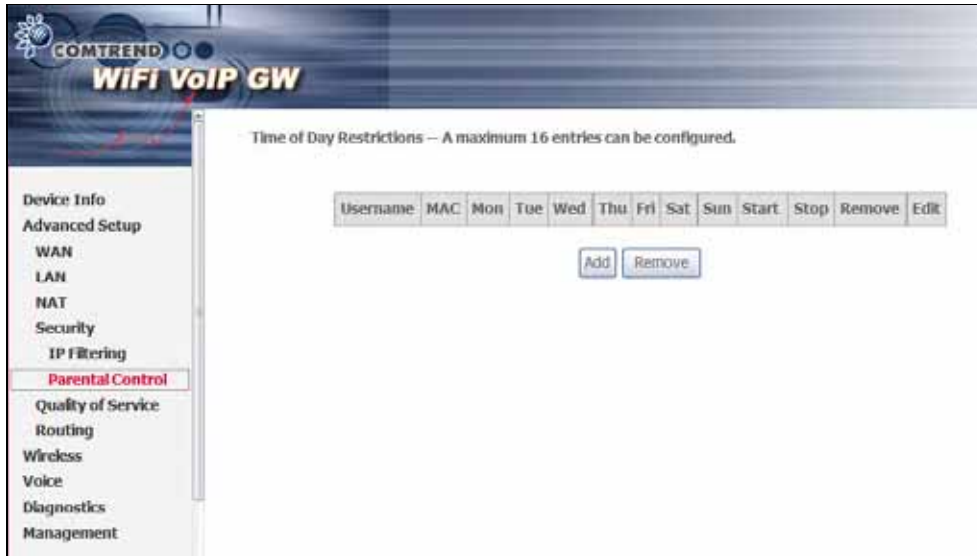 COMTREND
WiFi VoIP GW
Time of Day Restrictions -- A maximum 16 entries can be configured.
Username MAC Mon Tue Wed Thu Fri Sat Sun Start Stop Remove Edit
Add Remove
Device Info
Advanced Setup
WAN
LAN
NAT
Security
IP Filtering
Parental Control
Quality of Service
Routing
Wireless
Voice
Diagnostics
Management